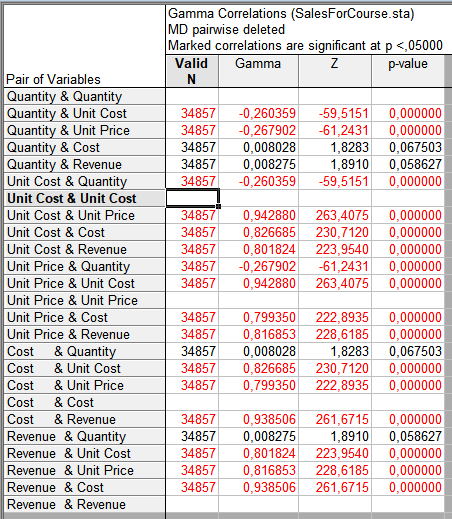 Gamma Correlations (SalesForCourse.sta)
MD pairwise deleted
Marked correlations are significant at p <,05000
Pair of Variables Valid N Gamma Z p-value
Quantity & Quantity
Quantity & Unit Cost 34857 -0,260359 -59,5151 0,000000
Quantity & Unit Price 34857 -0,267902 -61,2431 0,000000
Quantity & Cost 34857 0,008028 1,8283 0,067503
Quantity & Revenue 34857 0,008275 1,8910 0,058627
Unit Cost & Quantity 34857 -0,260359 -59,5151 0,000000
Unit Cost & Unit Cost
Unit Cost & Unit Price 34857 0,942880 263,4075 0,000000
Unit Cost & Cost 34857 0,826685 230,7120 0,000000
Unit Cost & Revenue 34857 0,801824 223,9540 0,000000
Unit Price & Quantity 34857 -0,267902 -61,2431 0,000000
Unit Price & Unit Cost 34857 0,942880 263,4075 0,000000
Unit Price & Unit Price
Unit Price & Cost 34857 0,799350 222,8935 0,000000
Unit Price & Revenue 34857 0,816853 228,6185 0,000000
Cost & Quantity 34857 0,008028 1,8283 0,067503
Cost & Unit Cost 34857 0,826685 230,7120 0,000000
Cost & Unit Price 34857 0,799350 222,8935 0,000000
Cost & Cost
Cost & Revenue 34857 0,938506 261,6715 0,000000
Revenue & Quantity 34857 0,008275 1,8910 0,058627
Revenue & Unit Cost 34857 0,801824 223,9540 0,000000
Revenue & Unit Price 34857 0,816853 228,6185 0,000000
Revenue & Cost 34857 0,938506 261,6715 0,000000
Revenue & Revenue